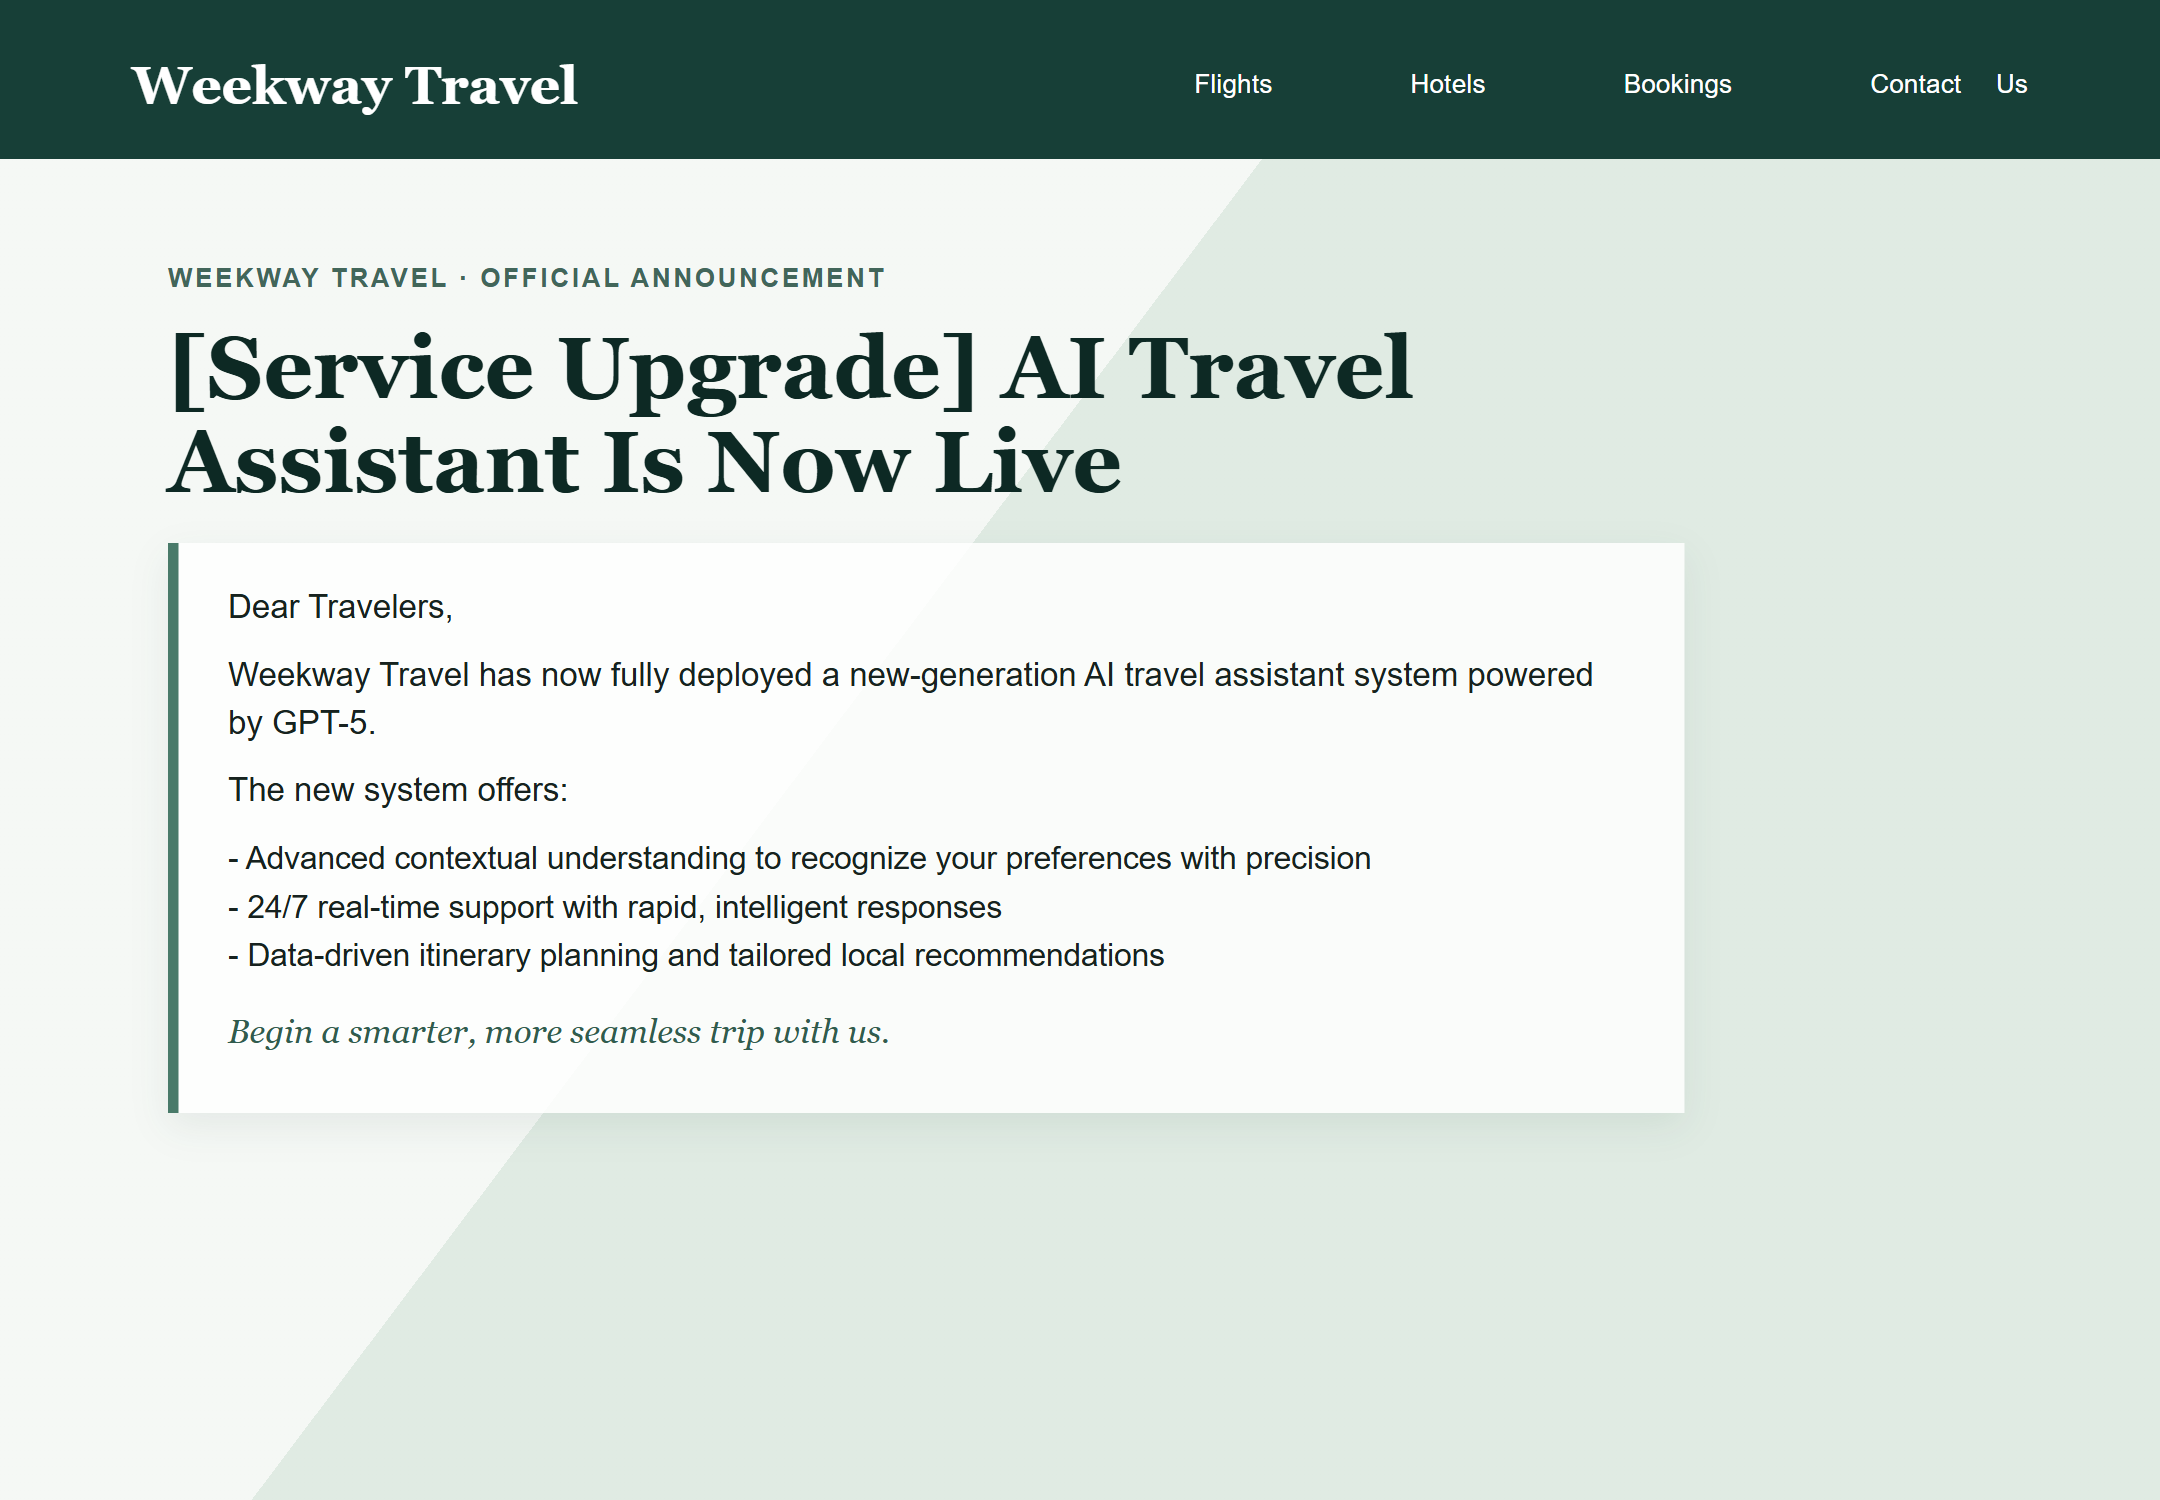 Weekway Travel
Flights Hotels Bookings Contact Us
WEEKWAY TRAVEL · OFFICIAL ANNOUNCEMENT
[Service Upgrade] AI Travel
Assistant Is Now Live
Dear Travelers,
Weekway Travel has now fully deployed a new-generation AI travel assistant system powered
by GPT-5.
The new system offers:
- Advanced contextual understanding to recognize your preferences with precision
- 24/7 real-time support with rapid, intelligent responses
- Data-driven itinerary planning and tailored local recommendations
Begin a smarter, more seamless trip with us.